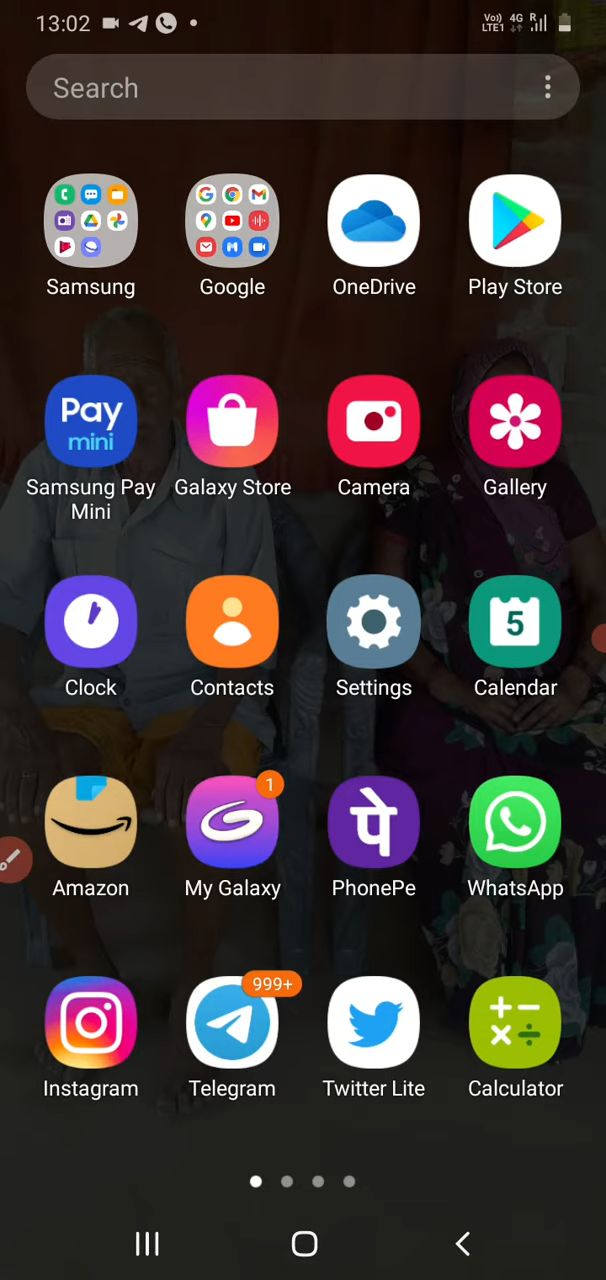 13:02
Vo)) 4G R
LTE1
Search
Samsung Google OneDrive Play Store
Pay
mini
Samsung Pay Galaxy Store Camera Gallery
Mini
5
Clock Contacts Settings Calendar
1
पे
Amazon My Galaxy PhonePe WhatsApp
999+
Instagram Telegram Twitter Lite Calculator